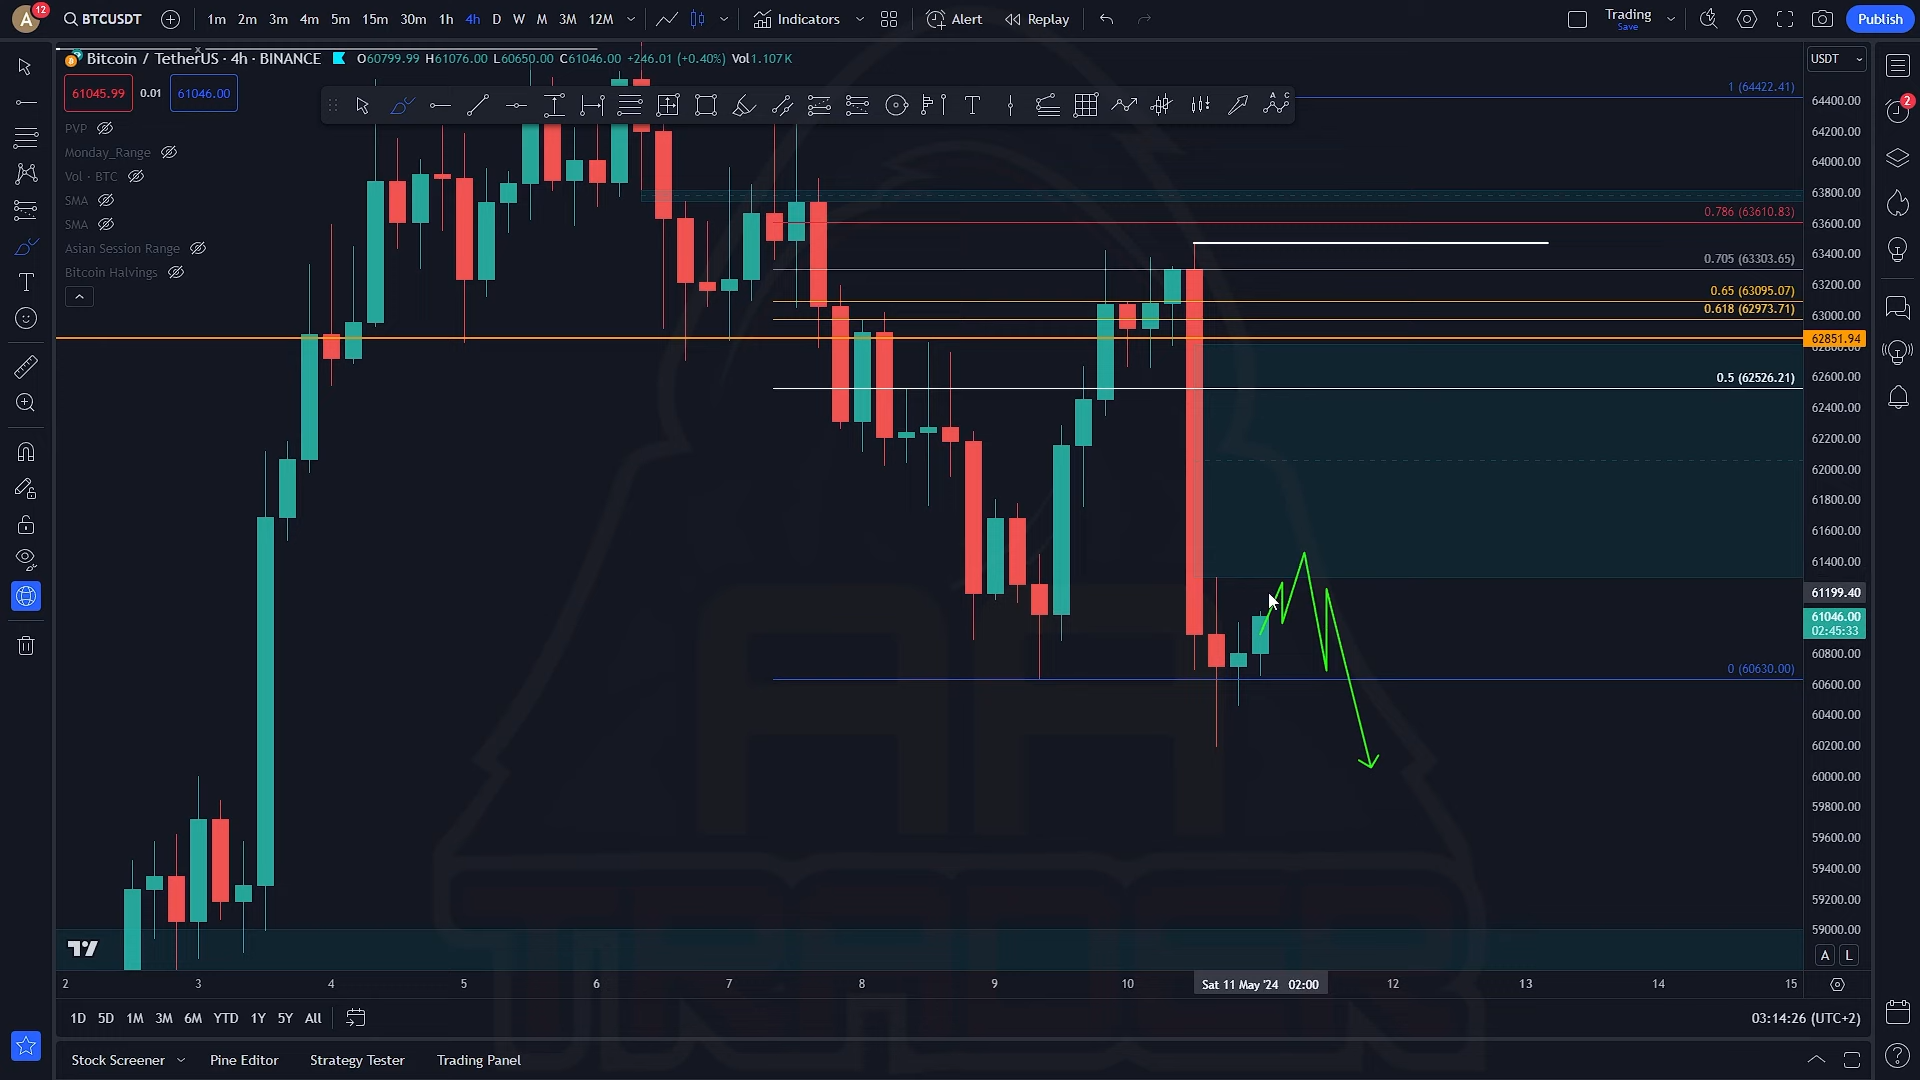 A 12 BTCUSDT 1m 2m 3m 4m 5m 15m 30m 1h 4h D W M 3M 12M Indicators Alert Replay Trading Save Publish
x
Bitcoin / TetherUS · 4h · BINANCE O60799.99 H61076.00 L60650.00 C61046.00 +246.01 (+0.40%) Vol1.107K USDT
2
61045.99 0.01 61046.00
1 (64422.41)
64400.00
A C
T
PVP
64200.00
Monday_Range
64000.00
Vol · BTC
63800.00
SMA
0.786 (63610.83)
SMA
63600.00
Asian Session Range
63400.00
0.705 (63303.65)
Bitcoin Halvings
63200.00
T
0.65 (63095.07)
0.618 (62973.71)
63000.00
62851.94
62800.00
0.5 (62526.21)
62600.00
62400.00
62200.00
62000.00
61800.00
61600.00
61400.00
61199.40
61046.00
02:45:33
60800.00
0 (60630.00)
60600.00
60400.00
60200.00
60000.00
59800.00
59600.00
59400.00
59200.00
59000.00
AA
TRADER
A L
2 3 4 5 6 7 8 9 10 Sat 11 May '24 02:00 12 13 14 15
1D 5D 1M 3M 6M YTD 1Y 5Y All 03:14:26 (UTC+2)
Stock Screener Pine Editor Strategy Tester Trading Panel